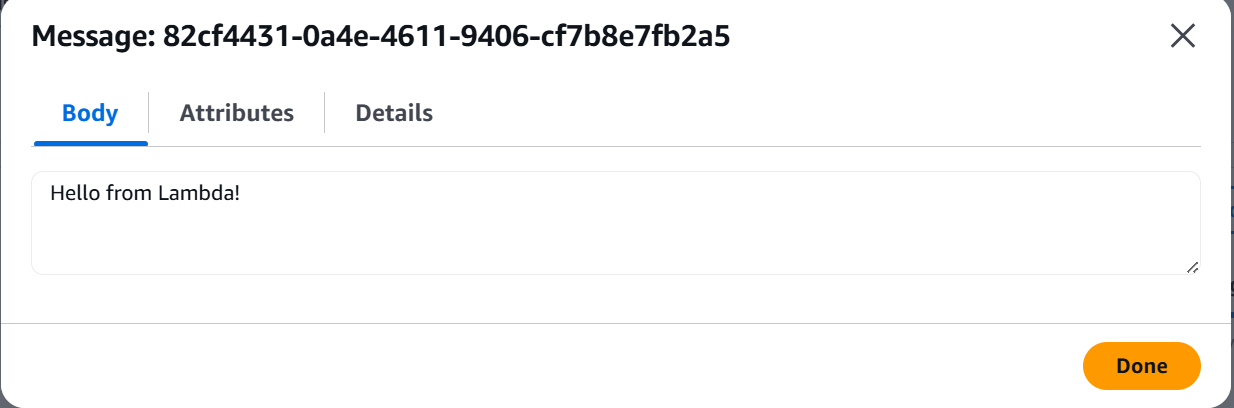 Message: 82cf4431-0a4e-4611-9406-cf7b8e7fb2a5
Body
Attributes
Details
Hello from Lambda!
Done